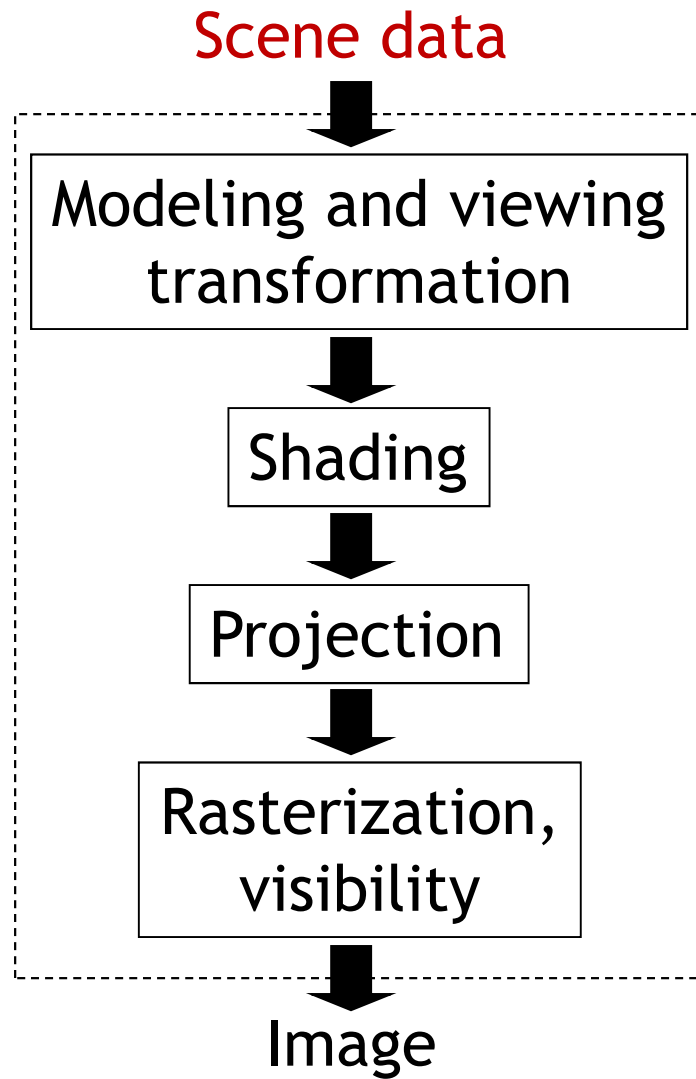 Scene data
Modeling and viewing
transformation
Shading
Projection
Rasterization,
visibility
Image